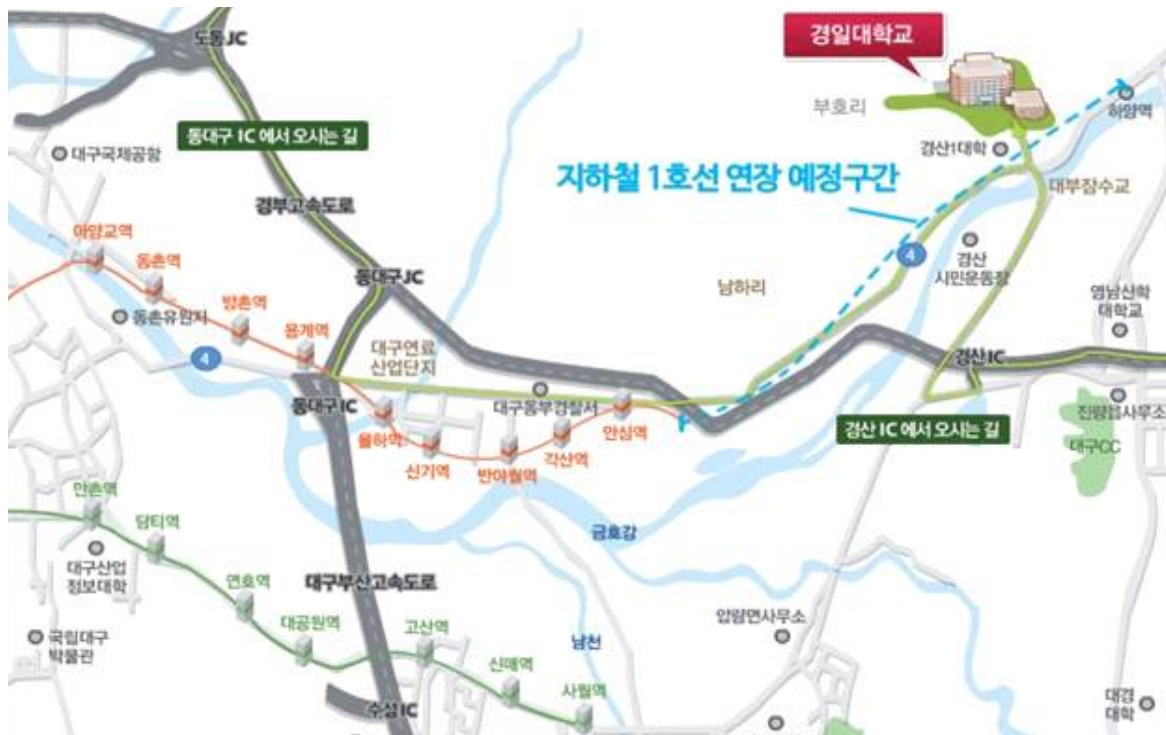 도동JC
경일대학교
하양역
부호리
동대구 IC 에서 오시는 길
경산1대학
대구국제공항
지하철 1호선 연장 예정구간
대부잠수교
경부고속도로
아양교역
동촌역
4
경산
시민운동장
동대구JC
남하리
방촌역
동촌유원지
영남신학
대학교
용계역
대구연료
산업단지
4
경산IC
동대구IC
대구동부경찰서
안심역
진량읍사무소
율하역
경산 IC 에서 오시는 길
신기역
반야월역
각산역
대구CC
만촌역
담티역
금호강
대구산업
정보대학
연호역
대구부산고속도로
대공원역
고산역
압량면사무소
국립대구
박물관
남천
신매역
사월역
수성IC
대경
대학